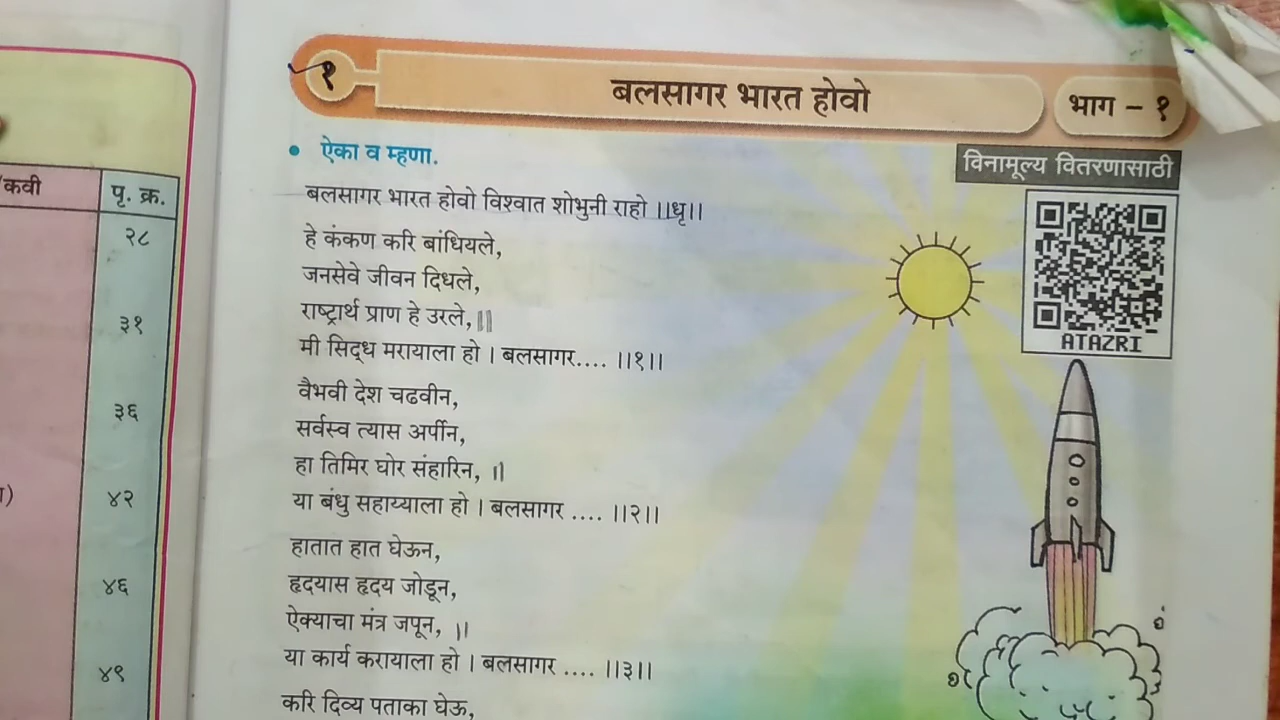 /कवी
पृ. क्र.
२८
३१
३६
४२
४६
४९
१
बलसागर भारत होवो
भाग – १
• ऐका व म्हणा.
विनामूल्य वितरणासाठी
ATAZRI
बलसागर भारत होवो विश्वात शोभुनी राहो ।।धृ।।
हे कंकण करि बांधियले,
जनसेवे जीवन दिधले,
राष्ट्रार्थ प्राण हे उरले, ||
मी सिद्ध मरायाला हो । बलसागर.... ।।१।।
वैभवी देश चढवीन,
सर्वस्व त्यास अर्पीन,
हा तिमिर घोर संहारिन, ||
या बंधु सहाय्याला हो । बलसागर .... ।।२।।
हातात हात घेऊन,
हृदयास हृदय जोडून,
ऐक्याचा मंत्र जपून, ||
या कार्य करायाला हो । बलसागर .... ।।३।।
करि दिव्य पताका घेऊ,